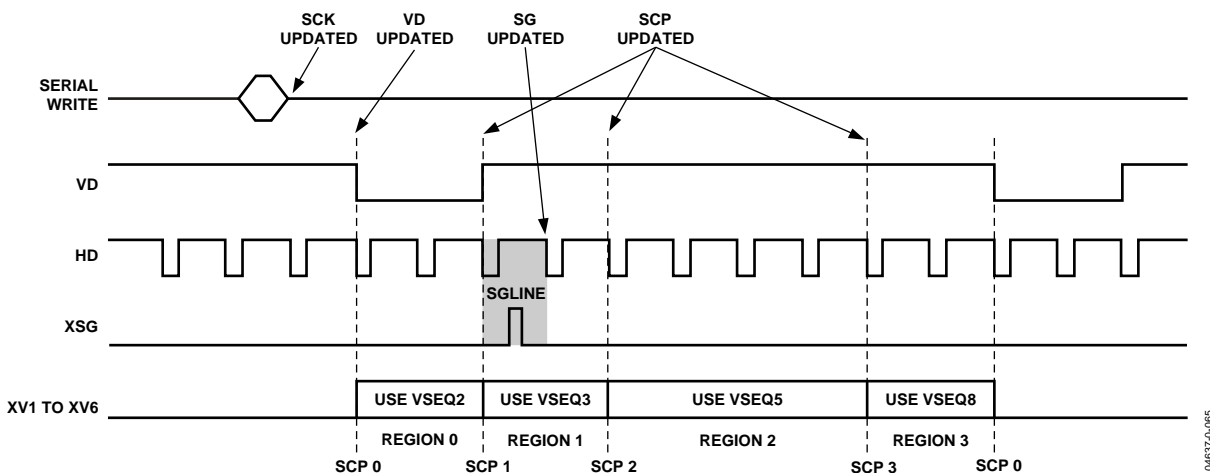 SCK
UPDATED
VD
UPDATED
SG
UPDATED
SCP
UPDATED
SERIAL
WRITE
VD
HD
SGLINE
XSG
XV1 TO XV6
USE VSEQ2
USE VSEQ3
USE VSEQ5
USE VSEQ8
REGION 0
REGION 1
REGION 2
REGION 3
SCP 0
SCP 1
SCP 2
SCP 3
SCP 0
04637-0-065